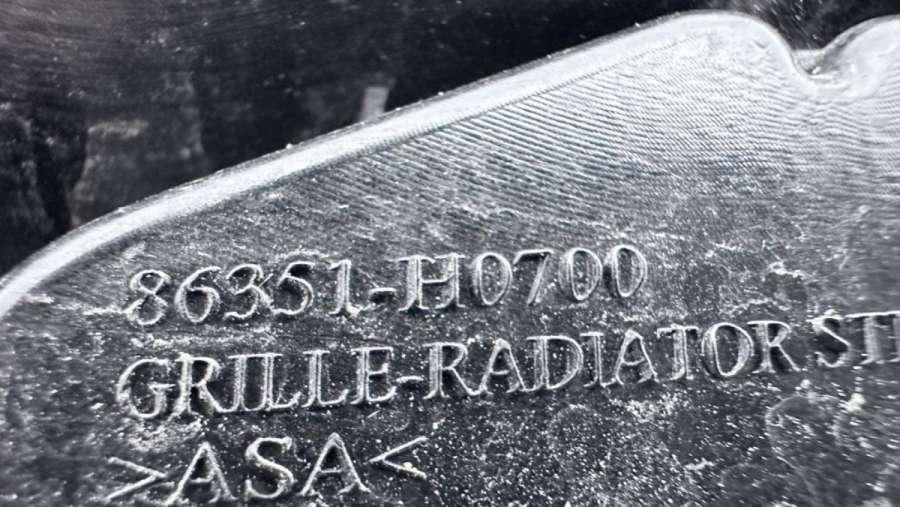 86351-H0700
GRILLE-RADIATOR
>ASA<